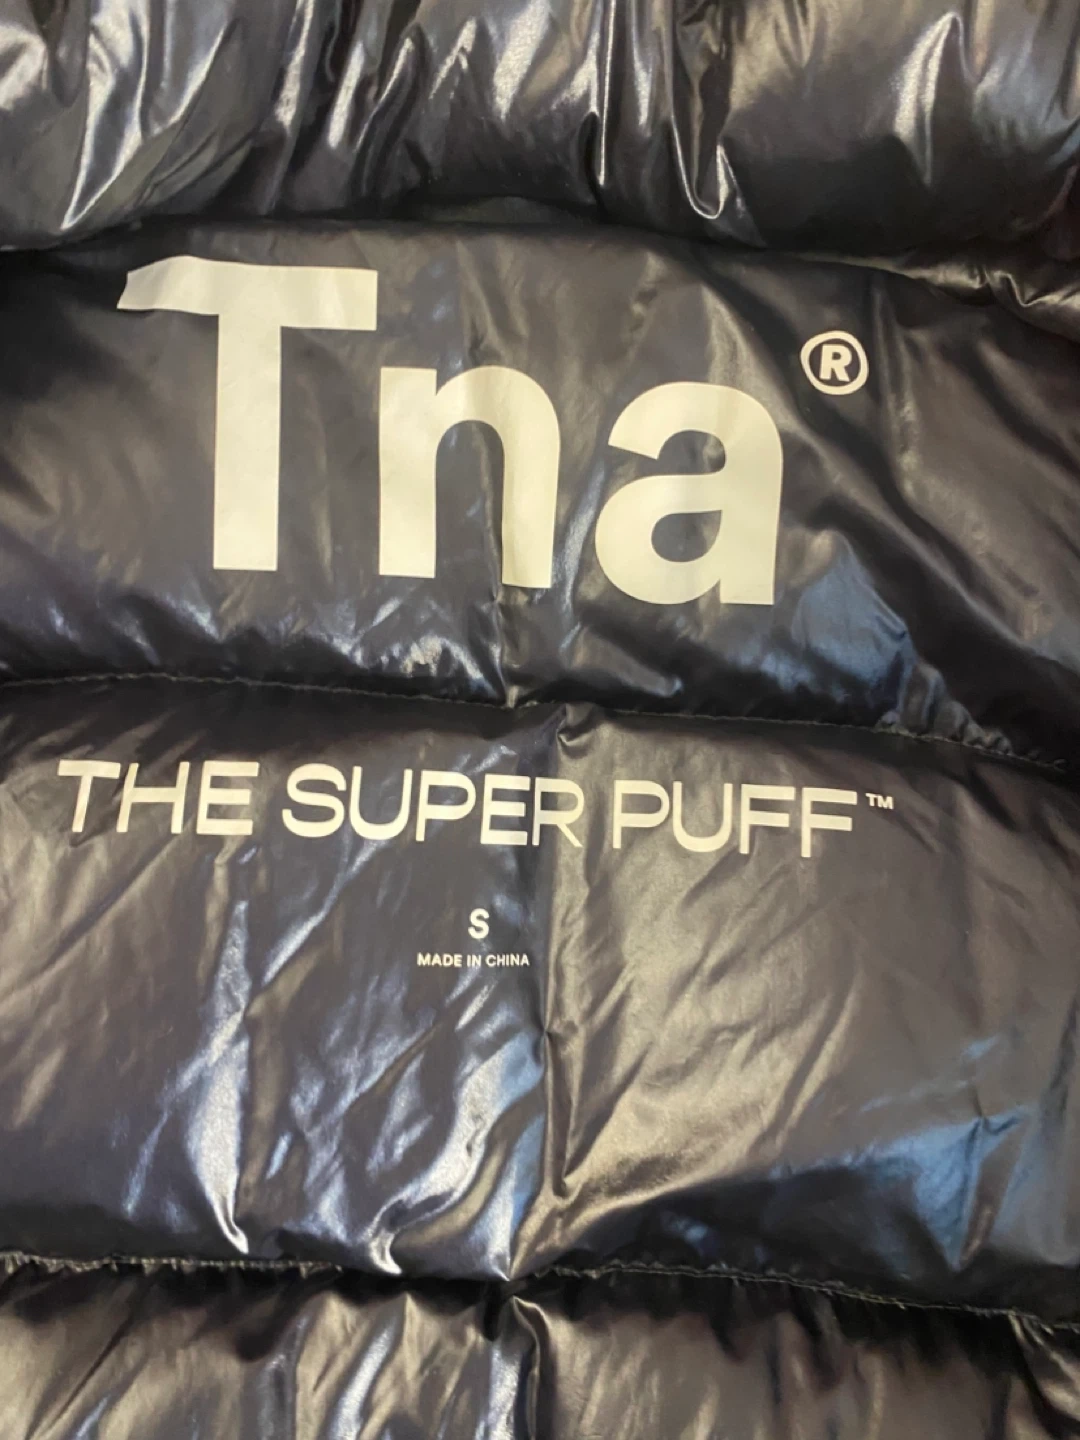 Tna®
THE SUPER PUFF™
S
MADE IN CHINA